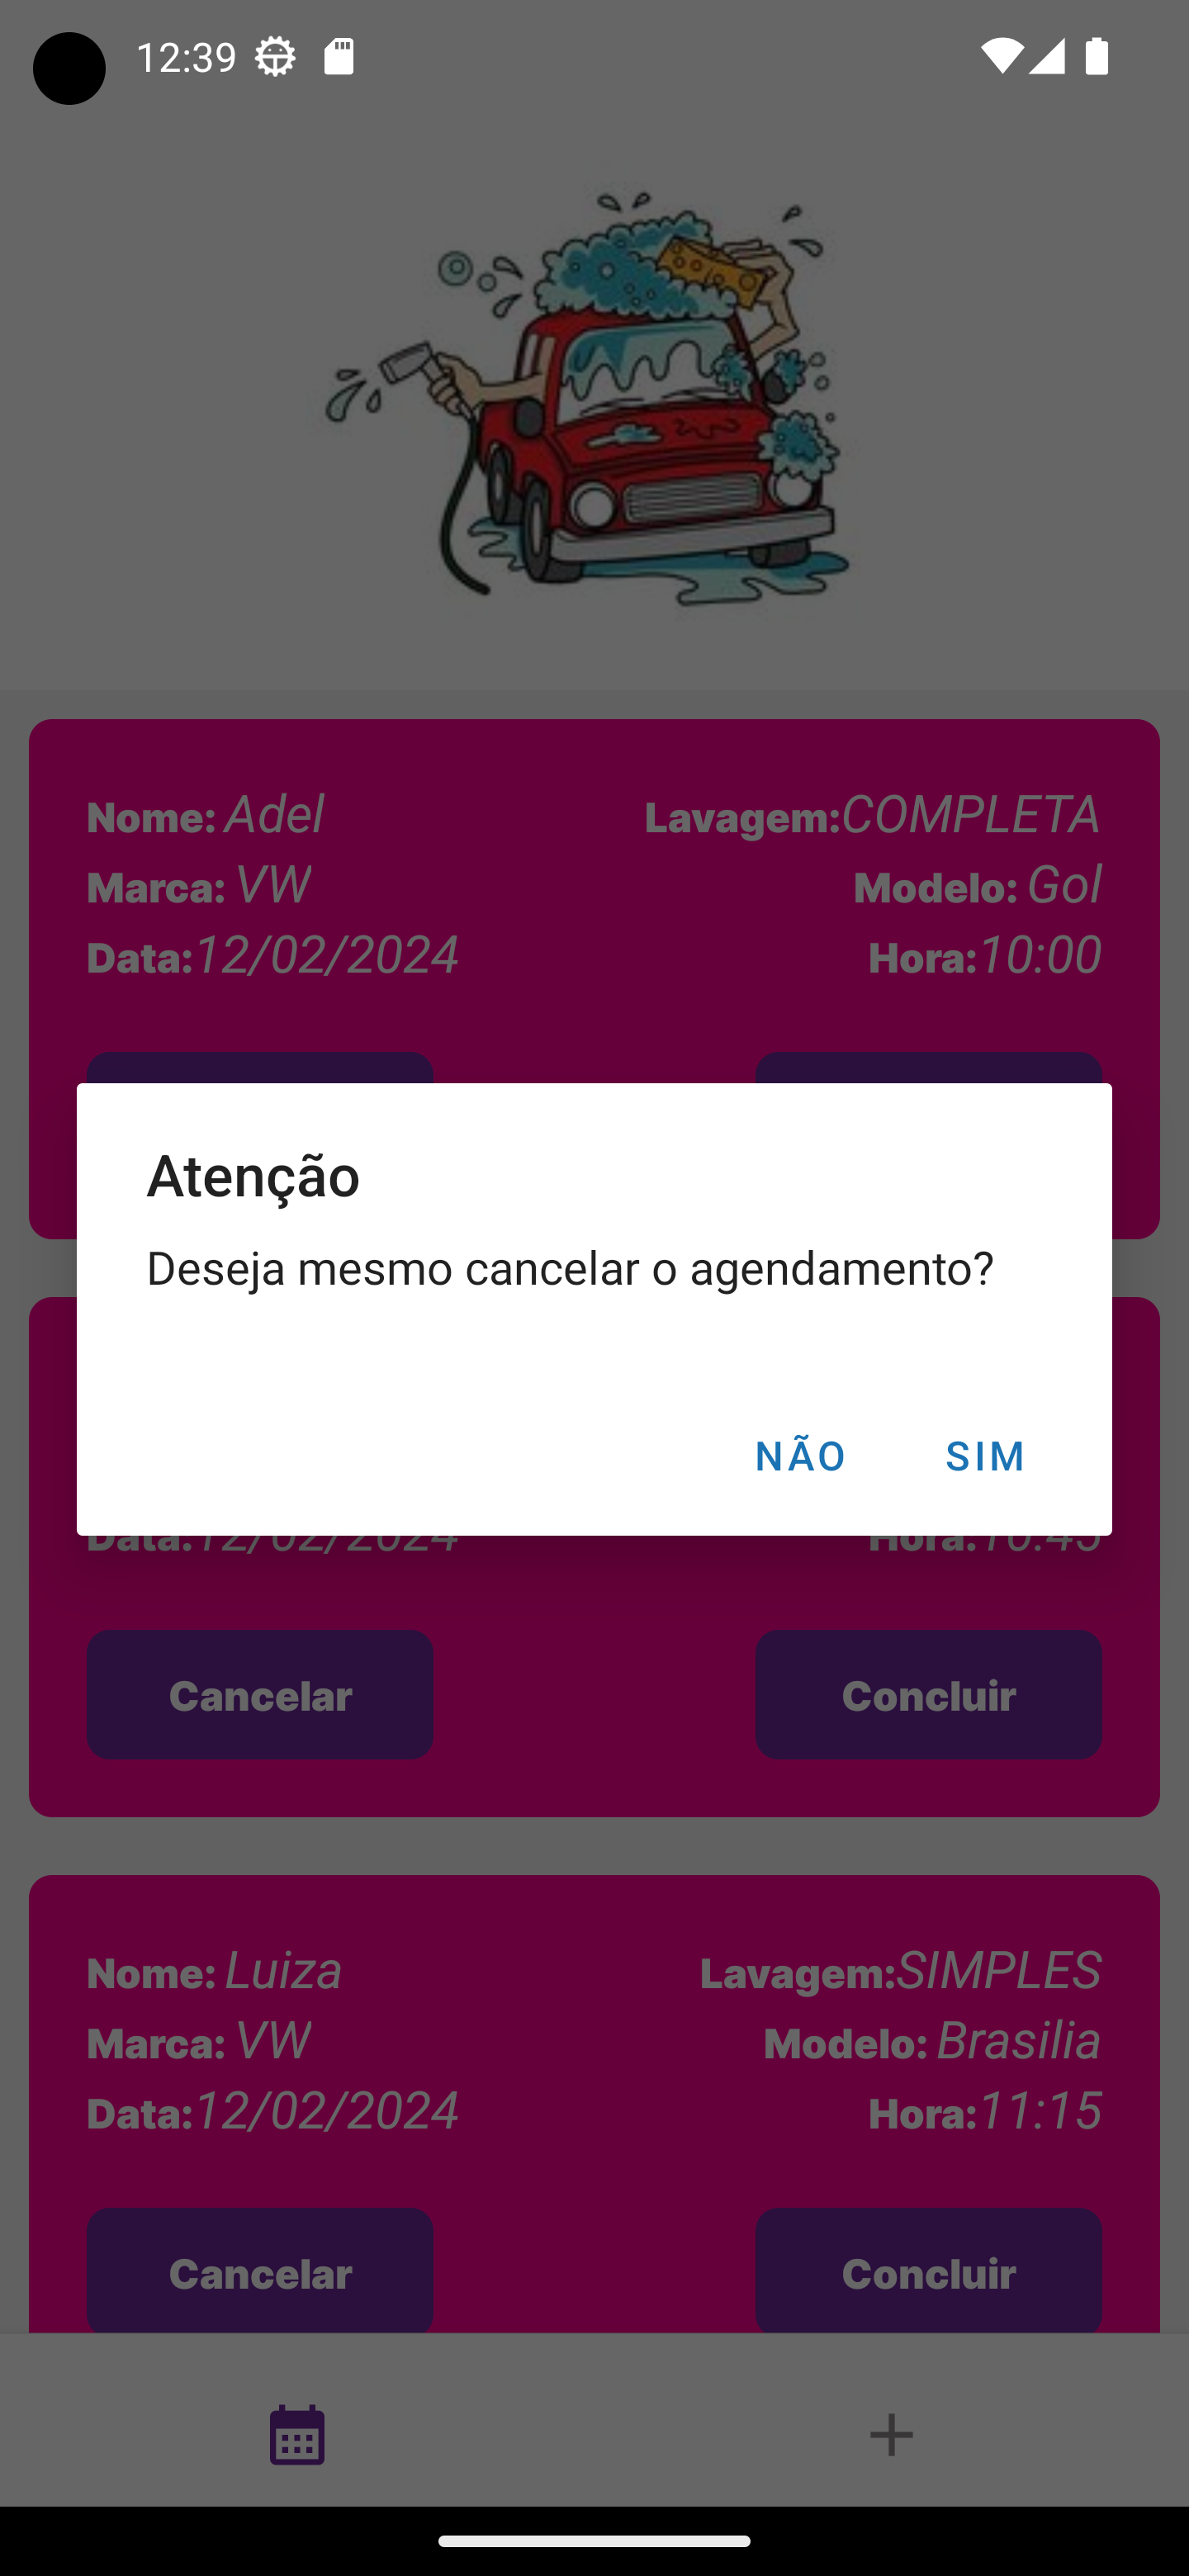 12:39
Nome: Adel Lavagem:COMPLETA
Marca: VW Modelo: Gol
Data:12/02/2024 Hora:10:00
Atenção
Deseja mesmo cancelar o agendamento?
NÃO SIM
Data:12/02/2024 Hora:10:45
Cancelar Concluir
Nome: Luiza Lavagem:SIMPLES
Marca: VW Modelo: Brasilia
Data:12/02/2024 Hora:11:15
Cancelar Concluir